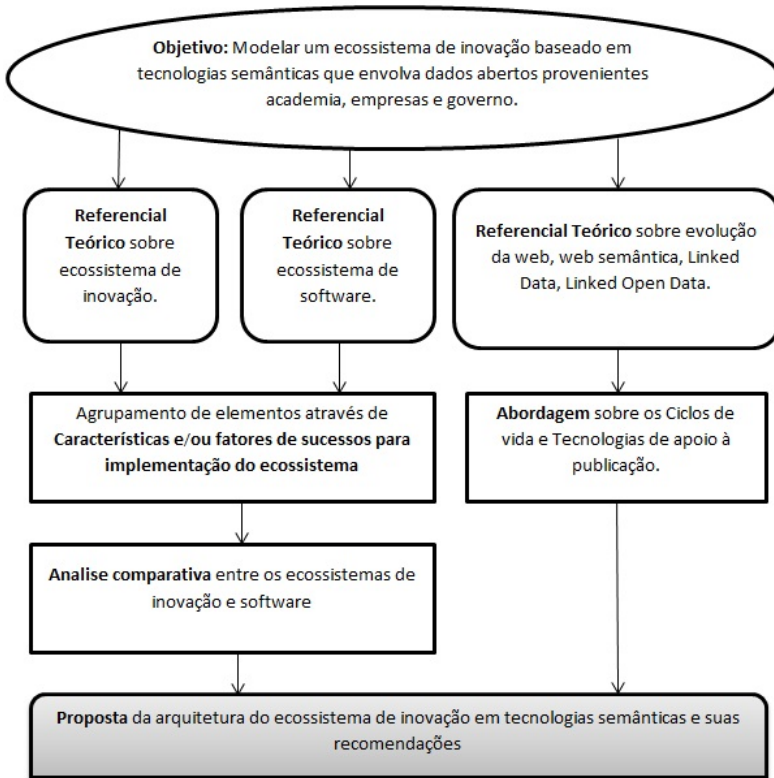 Objetivo: Modelar um ecossistema de inovação baseado em
tecnologias semânticas que envolva dados abertos provenientes
academia, empresas e governo.
Referencial
Teórico sobre
ecossistema de
inovação.
Referencial
Teórico sobre
ecossistema de
software.
Referencial Teórico sobre evolução
da web, web semântica, Linked
Data, Linked Open Data.
Agrupamento de elementos através de
Características e/ou fatores de sucessos para
implementação do ecossistema
Abordagem sobre os Ciclos de
vida e Tecnologias de apoio à
publicação.
Analise comparativa entre os ecossistemas de
inovação e software
Proposta da arquitetura do ecossistema de inovação em tecnologias semânticas e suas
recomendações